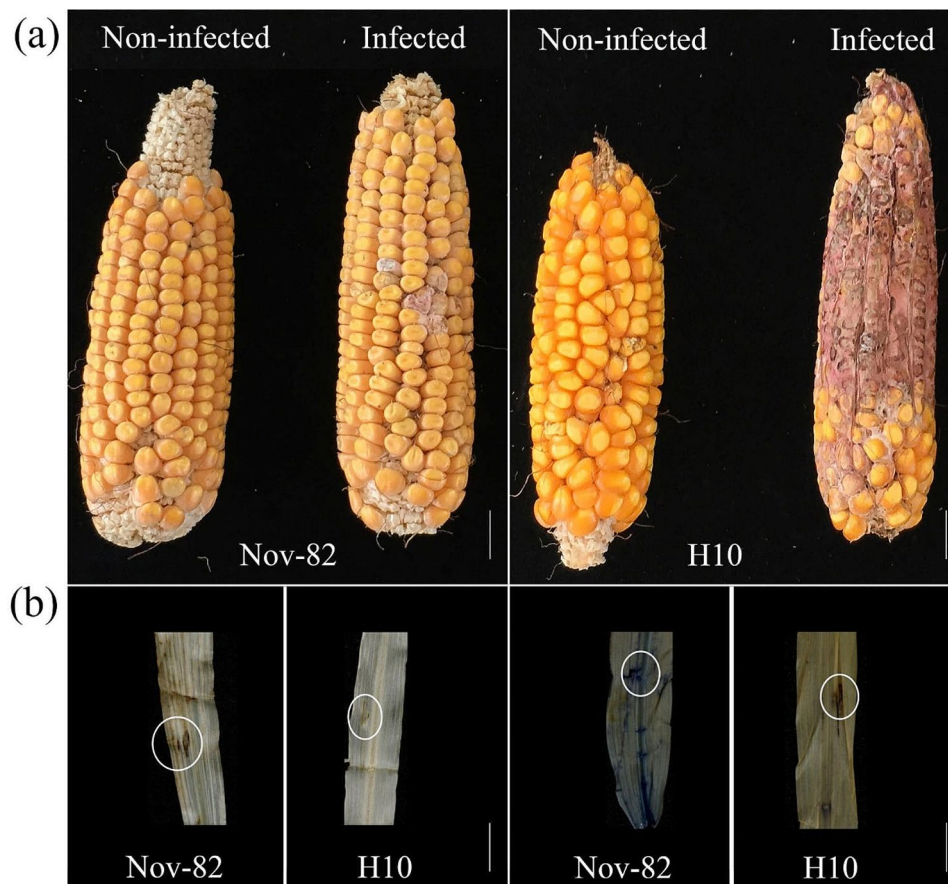 (a)
Non-infected Infected Non-infected Infected
Nov-82 H10
(b)
Nov-82 H10 Nov-82 H10